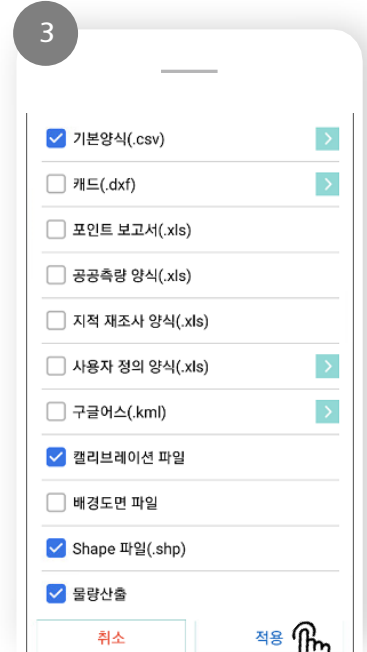 3
기본양식(.csv)
캐드(.dxf)
포인트 보고서(.xls)
공공측량 양식(.xls)
지적 재조사 양식(.xls)
사용자 정의 양식(.xls)
구글어스(.kml)
캘리브레이션 파일
배경도면 파일
Shape 파일(.shp)
물량산출
취소 적용